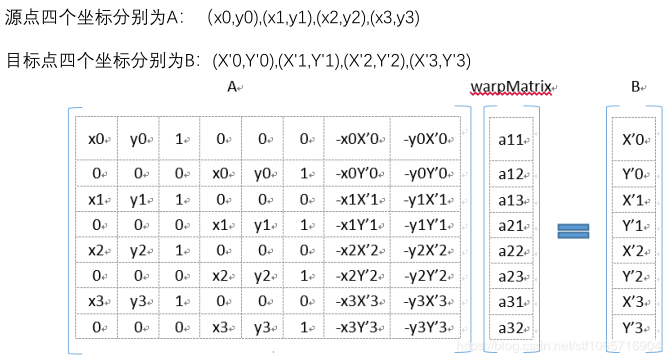 源点四个坐标分别为A： (x0,y0),(x1,y1),(x2,y2),(x3,y3)
目标点四个坐标分别为B：(X'0,Y'0),(X'1,Y'1),(X'2,Y'2),(X'3,Y'3)
A warpMatrix B
x0 y0 1 0 0 0 -x0X'0 -y0X'0 a11 X'0
0 0 0 x0 y0 1 -x0Y'0 -y0Y'0 a12 Y'0
x1 y1 1 0 0 0 -x1X'1 -y1X'1 a13 X'1
0 0 0 x1 y1 1 -x1Y'1 -y1Y'1 a21 Y'1
x2 y2 1 0 0 0 -x2X'2 -y2X'2 a22 X'2
0 0 0 x2 y2 1 -x2Y'2 -y2Y'2 a23 Y'2
x3 y3 1 0 0 0 -x3X'3 -y3X'3 a31 X'3
0 0 0 x3 y3 1 -x3Y'3 -y3Y'3 a32 Y'3